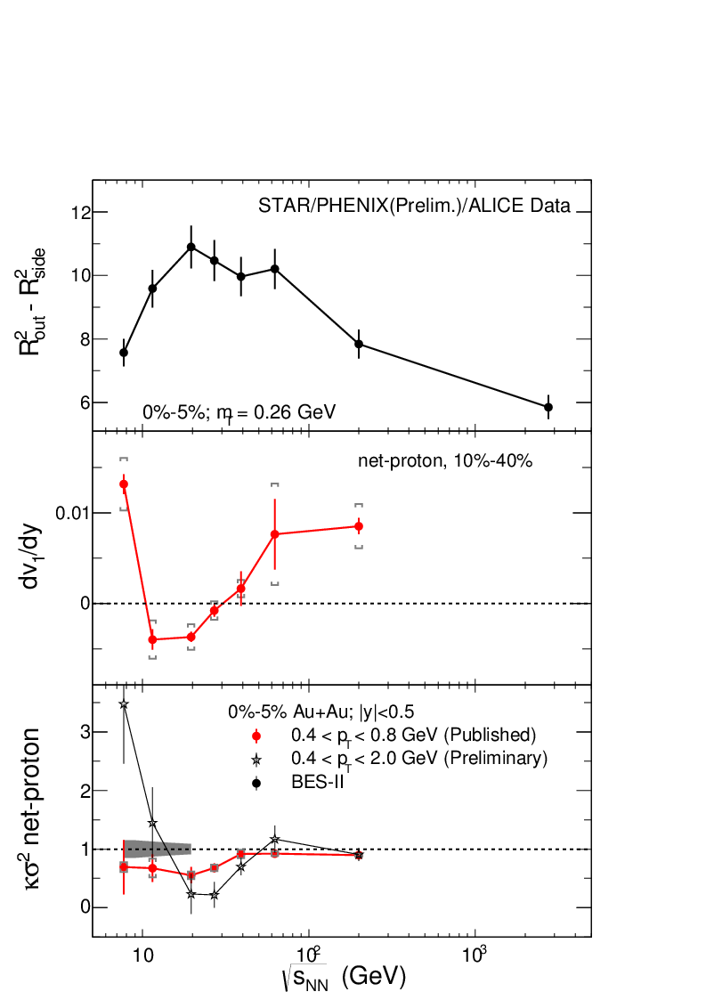 STAR/PHENIX(Prelim.)/ALICE Data
12
10
8
6
R²out - R²side
0%-5%; mT = 0.26 GeV
net-proton, 10%-40%
0.01
0
dv1/dy
0%-5% Au+Au; |y|<0.5
0.4 < pT < 0.8 GeV (Published)
0.4 < pT < 2.0 GeV (Preliminary)
BES-II
3
2
1
0
κσ² net-proton
10
10²
10³
√sNN (GeV)